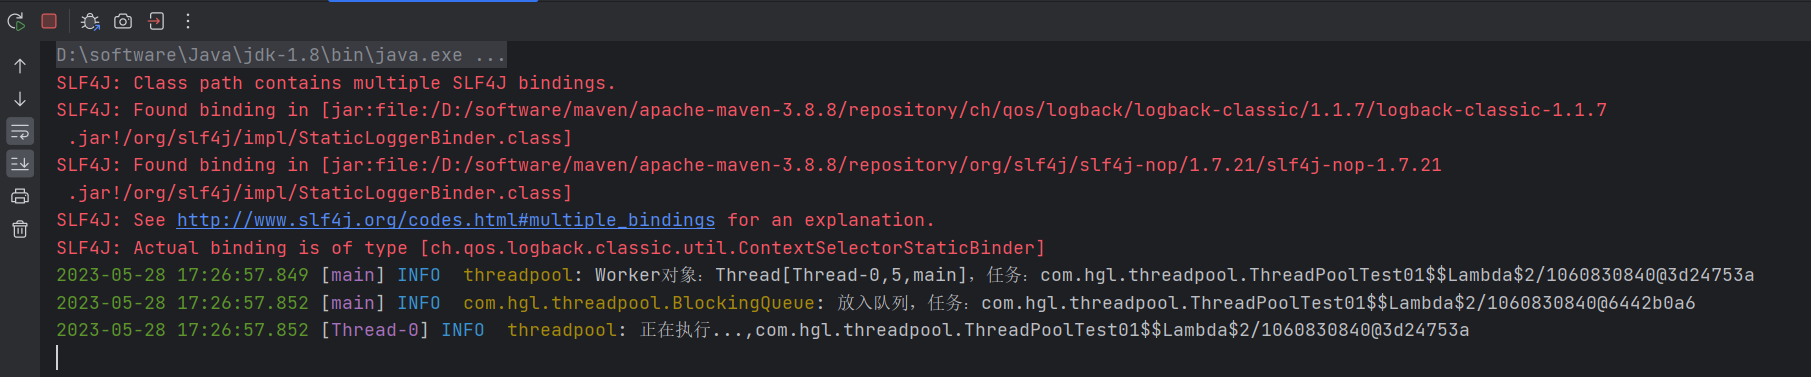 D:\software\Java\jdk-1.8\bin\java.exe ...
SLF4J: Class path contains multiple SLF4J bindings.
SLF4J: Found binding in [jar:file:/D:/software/maven/apache-maven-3.8.8/repository/ch/qos/logback/logback-classic/1.1.7/logback-classic-1.1.7
.jar!/org/slf4j/impl/StaticLoggerBinder.class]
SLF4J: Found binding in [jar:file:/D:/software/maven/apache-maven-3.8.8/repository/org/slf4j/slf4j-nop/1.7.21/slf4j-nop-1.7.21
.jar!/org/slf4j/impl/StaticLoggerBinder.class]
SLF4J: See http://www.slf4j.org/codes.html#multiple_bindings for an explanation.
SLF4J: Actual binding is of type [ch.qos.logback.classic.util.ContextSelectorStaticBinder]
2023-05-28 17:26:57.849 [main] INFO  threadpool: Worker对象：Thread[Thread-0,5,main]，任务：com.hgl.threadpool.ThreadPoolTest01$$Lambda$2/1060830840@3d24753a
2023-05-28 17:26:57.852 [main] INFO  com.hgl.threadpool.BlockingQueue: 放入队列，任务：com.hgl.threadpool.ThreadPoolTest01$$Lambda$2/1060830840@6442b0a6
2023-05-28 17:26:57.852 [Thread-0] INFO  threadpool: 正在执行...,com.hgl.threadpool.ThreadPoolTest01$$Lambda$2/1060830840@3d24753a